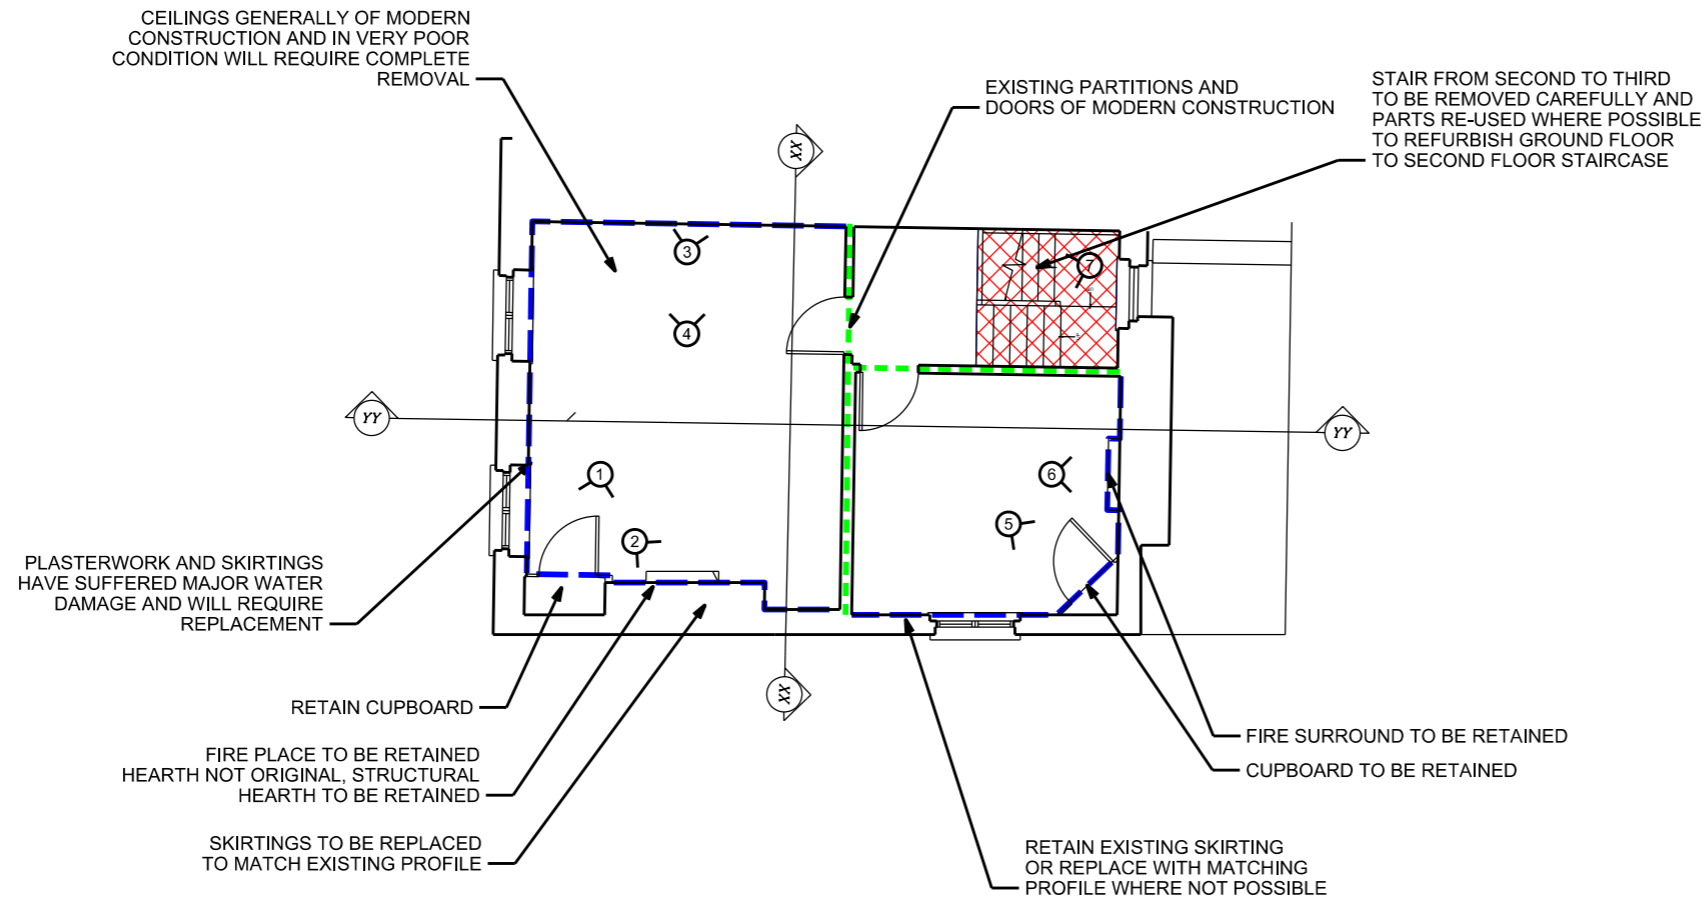 CEILINGS GENERALLY OF MODERN
CONSTRUCTION AND IN VERY POOR
CONDITION WILL REQUIRE COMPLETE
REMOVAL
EXISTING PARTITIONS AND
DOORS OF MODERN CONSTRUCTION
STAIR FROM SECOND TO THIRD
TO BE REMOVED CAREFULLY AND
PARTS RE-USED WHERE POSSIBLE
TO REFURBISH GROUND FLOOR
TO SECOND FLOOR STAIRCASE
XX
3
7
4
YY
YY
1
6
5
2
PLASTERWORK AND SKIRTINGS
HAVE SUFFERED MAJOR WATER
DAMAGE AND WILL REQUIRE
REPLACEMENT
XX
RETAIN CUPBOARD
FIRE PLACE TO BE RETAINED
HEARTH NOT ORIGINAL, STRUCTURAL
HEARTH TO BE RETAINED
SKIRTINGS TO BE REPLACED
TO MATCH EXISTING PROFILE
FIRE SURROUND TO BE RETAINED
CUPBOARD TO BE RETAINED
RETAIN EXISTING SKIRTING
OR REPLACE WITH MATCHING
PROFILE WHERE NOT POSSIBLE